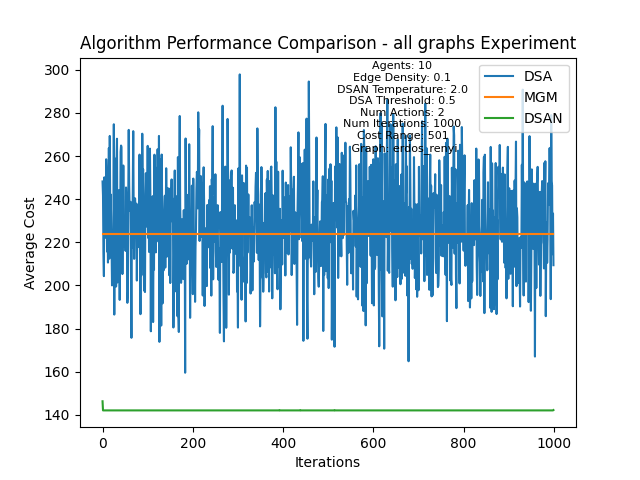 Algorithm Performance Comparison - all graphs Experiment
Agents: 10
Edge Density: 0.1
DSAN Temperature: 2.0
DSA Threshold: 0.5
Num Actions: 2
Num Iterations: 1000
Cost Range: 501
Graph: erdos_renyi
DSA
MGM
DSAN
Average Cost
300
280
260
240
220
200
180
160
140
0
200
400
600
800
1000
Iterations